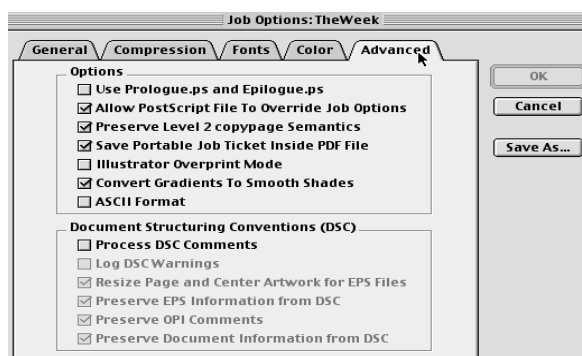 Job Options: TheWeek
General Compression Fonts Color Advanced
Options
Use Prologue.ps and Epilogue.ps
Allow PostScript File To Override Job Options
Preserve Level 2 copypage Semantics
Save Portable Job Ticket Inside PDF File
Illustrator Overprint Mode
Convert Gradients To Smooth Shades
ASCII Format
Document Structuring Conventions (DSC)
Process DSC Comments
Log DSC Warnings
Resize Page and Center Artwork for EPS Files
Preserve EPS Information from DSC
Preserve OPI Comments
Preserve Document Information from DSC
OK
Cancel
Save As...